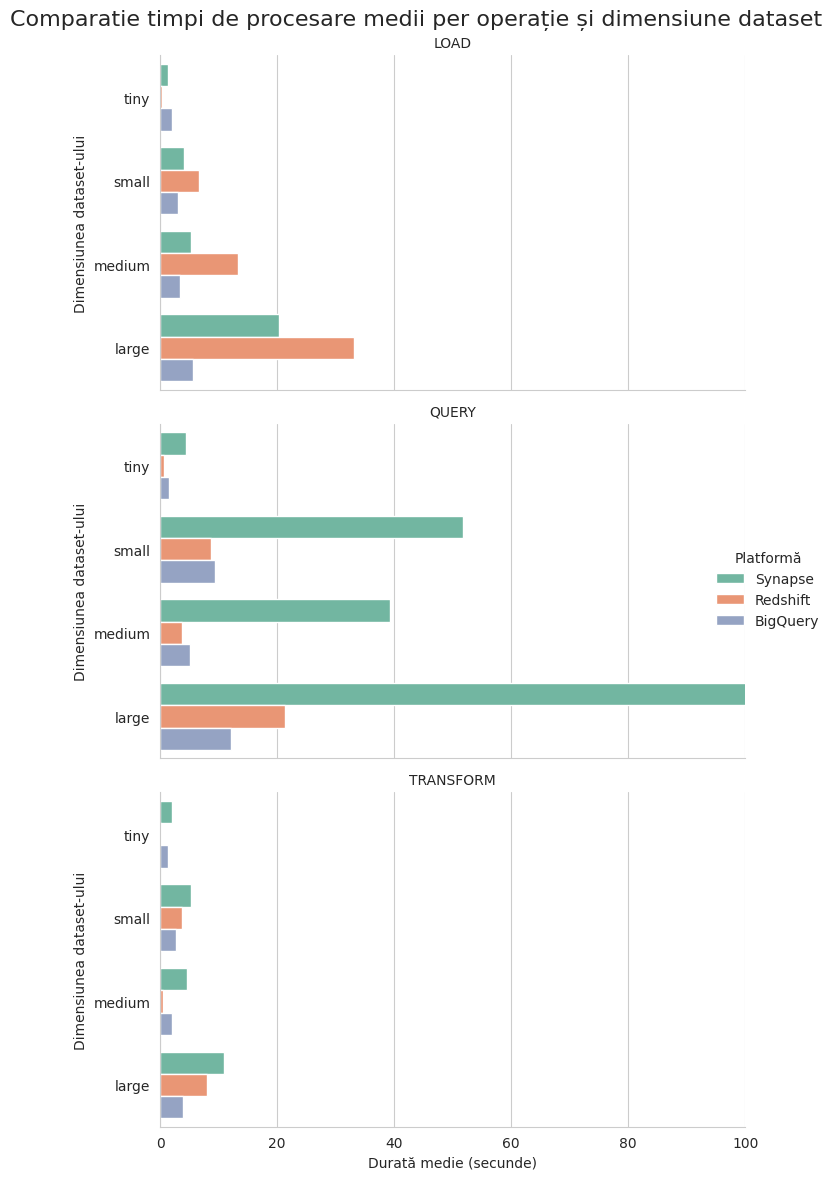 Comparatie timpi de procesare medii per operație și dimensiune dataset
LOAD
Dimensiunea dataset-ului
tiny
small
medium
large
QUERY
Dimensiunea dataset-ului
tiny
small
medium
large
Platformă
Synapse
Redshift
BigQuery
TRANSFORM
Dimensiunea dataset-ului
tiny
small
medium
large
0 20 40 60 80 100
Durată medie (secunde)